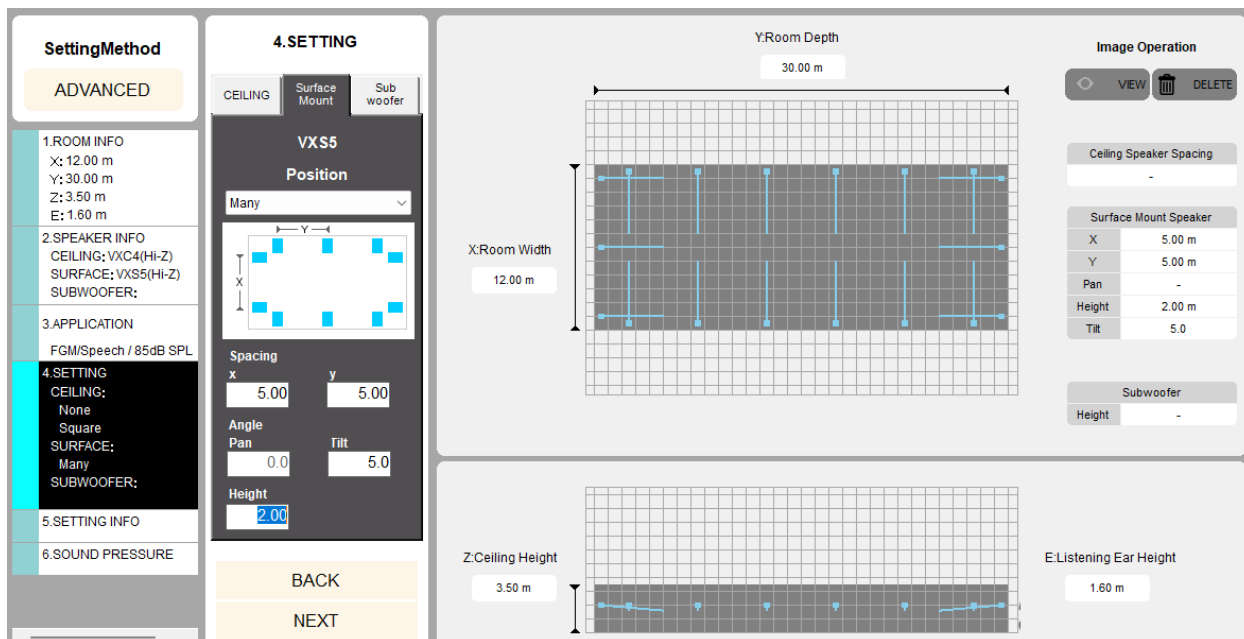 SettingMethod
ADVANCED
1.ROOM INFO
X: 12.00 m
Y: 30.00 m
Z: 3.50 m
E: 1.60 m
2.SPEAKER INFO
CEILING: VXC4(Hi-Z)
SURFACE: VXS5(Hi-Z)
SUBWOOFER:
3.APPLICATION
FGM/Speech / 85dB SPL
4.SETTING
CEILING:
None
Square
SURFACE:
Many
SUBWOOFER:
5.SETTING INFO
6.SOUND PRESSURE
4.SETTING
CEILING
Surface
Mount
Sub
woofer
VXS5
Position
Many
Y
X
Spacing
x y
5.00 5.00
Angle
Pan Tilt
0.0 5.0
Height
2.00
BACK
NEXT
Y:Room Depth
30.00 m
X:Room Width
12.00 m
Z:Ceiling Height
3.50 m
E:Listening Ear Height
1.60 m
Image Operation
VIEW DELETE
Ceiling Speaker Spacing
-
Surface Mount Speaker
X 5.00 m
Y 5.00 m
Pan -
Height 2.00 m
Tilt 5.0
Subwoofer
Height -